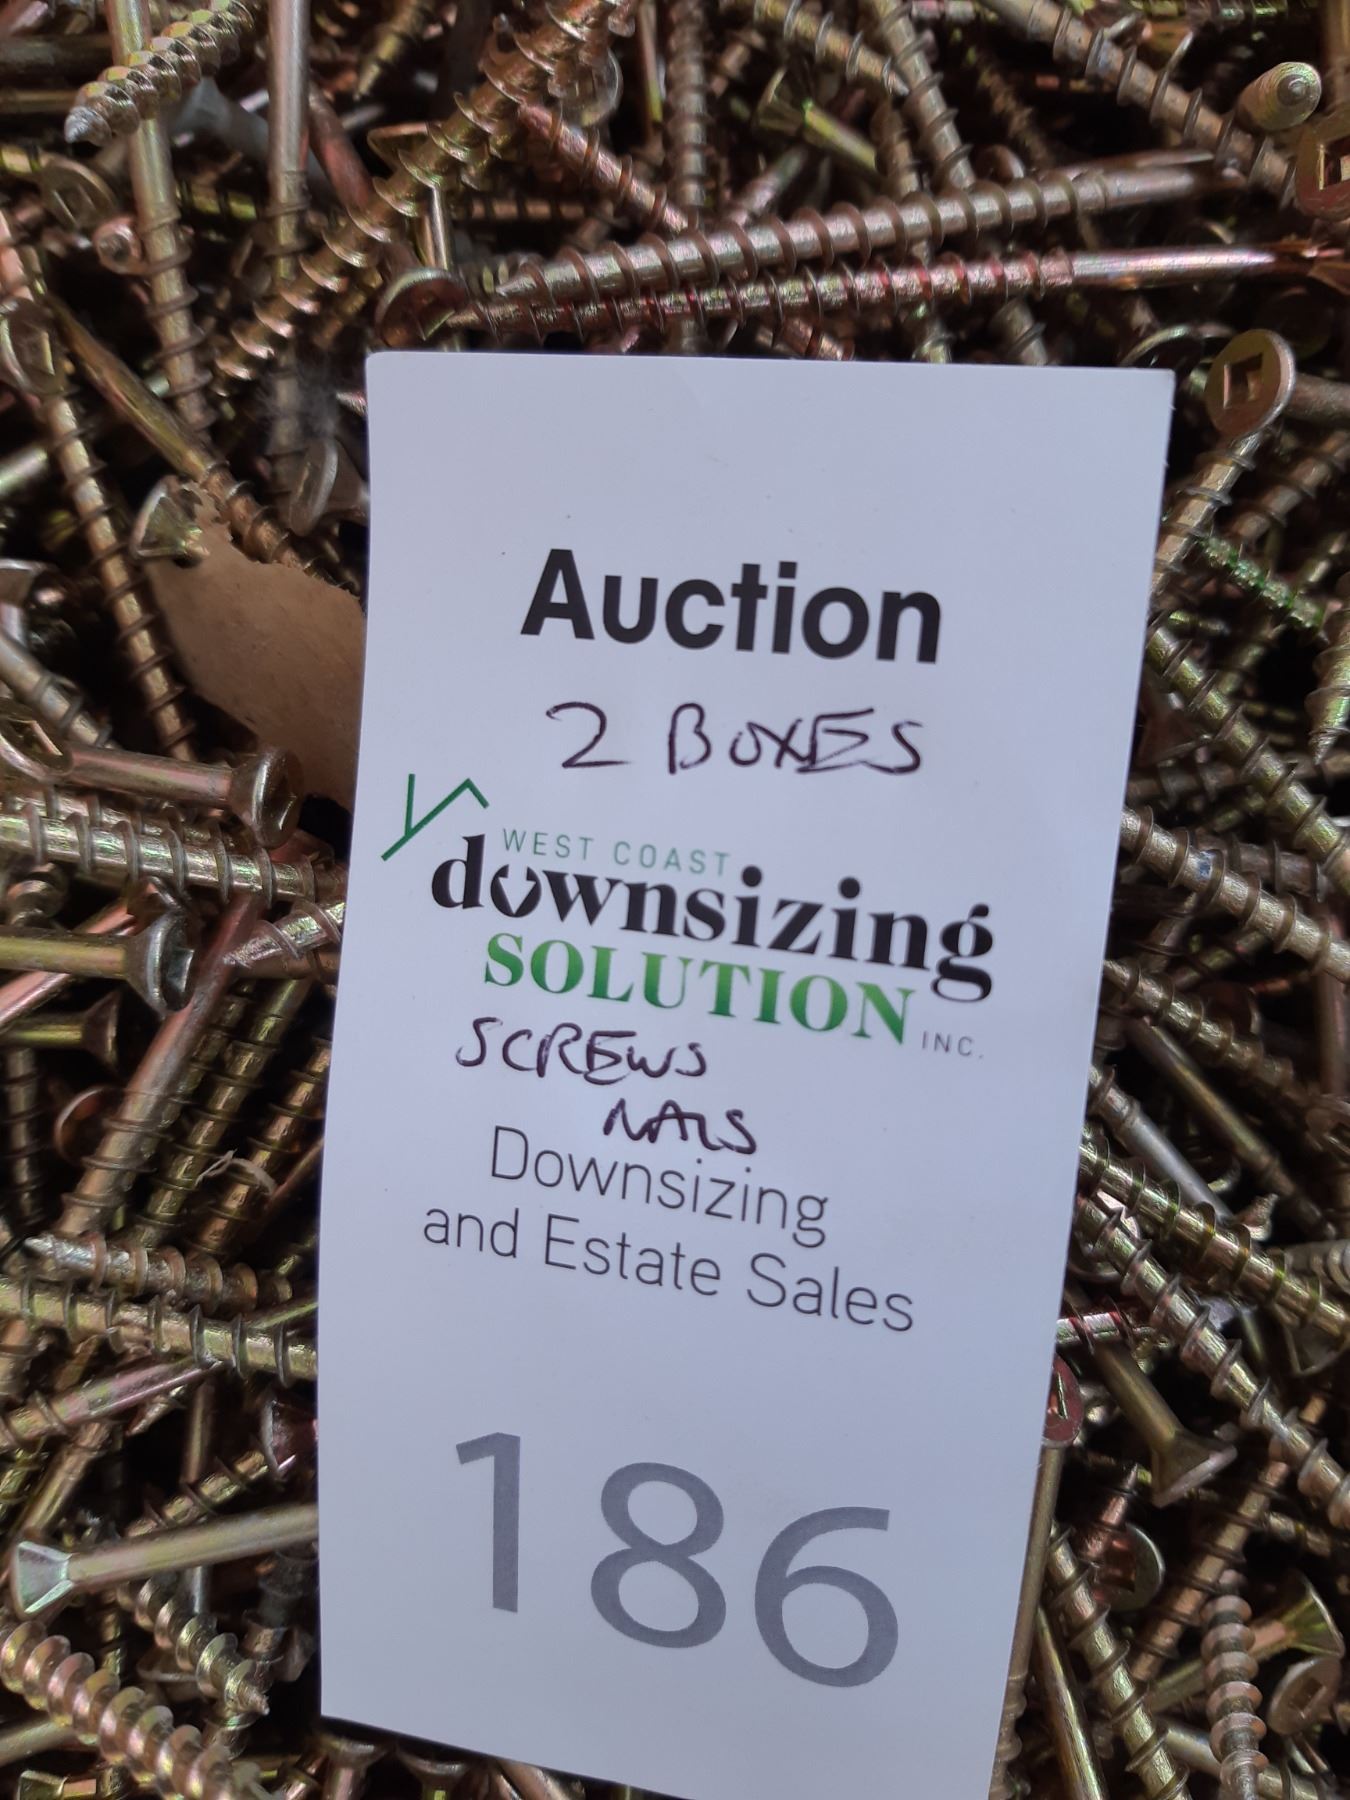 Auction
2 BOXES
WEST COAST
downsizing
SOLUTION INC.
SCREWS
NAILS
Downsizing
and Estate Sales
186